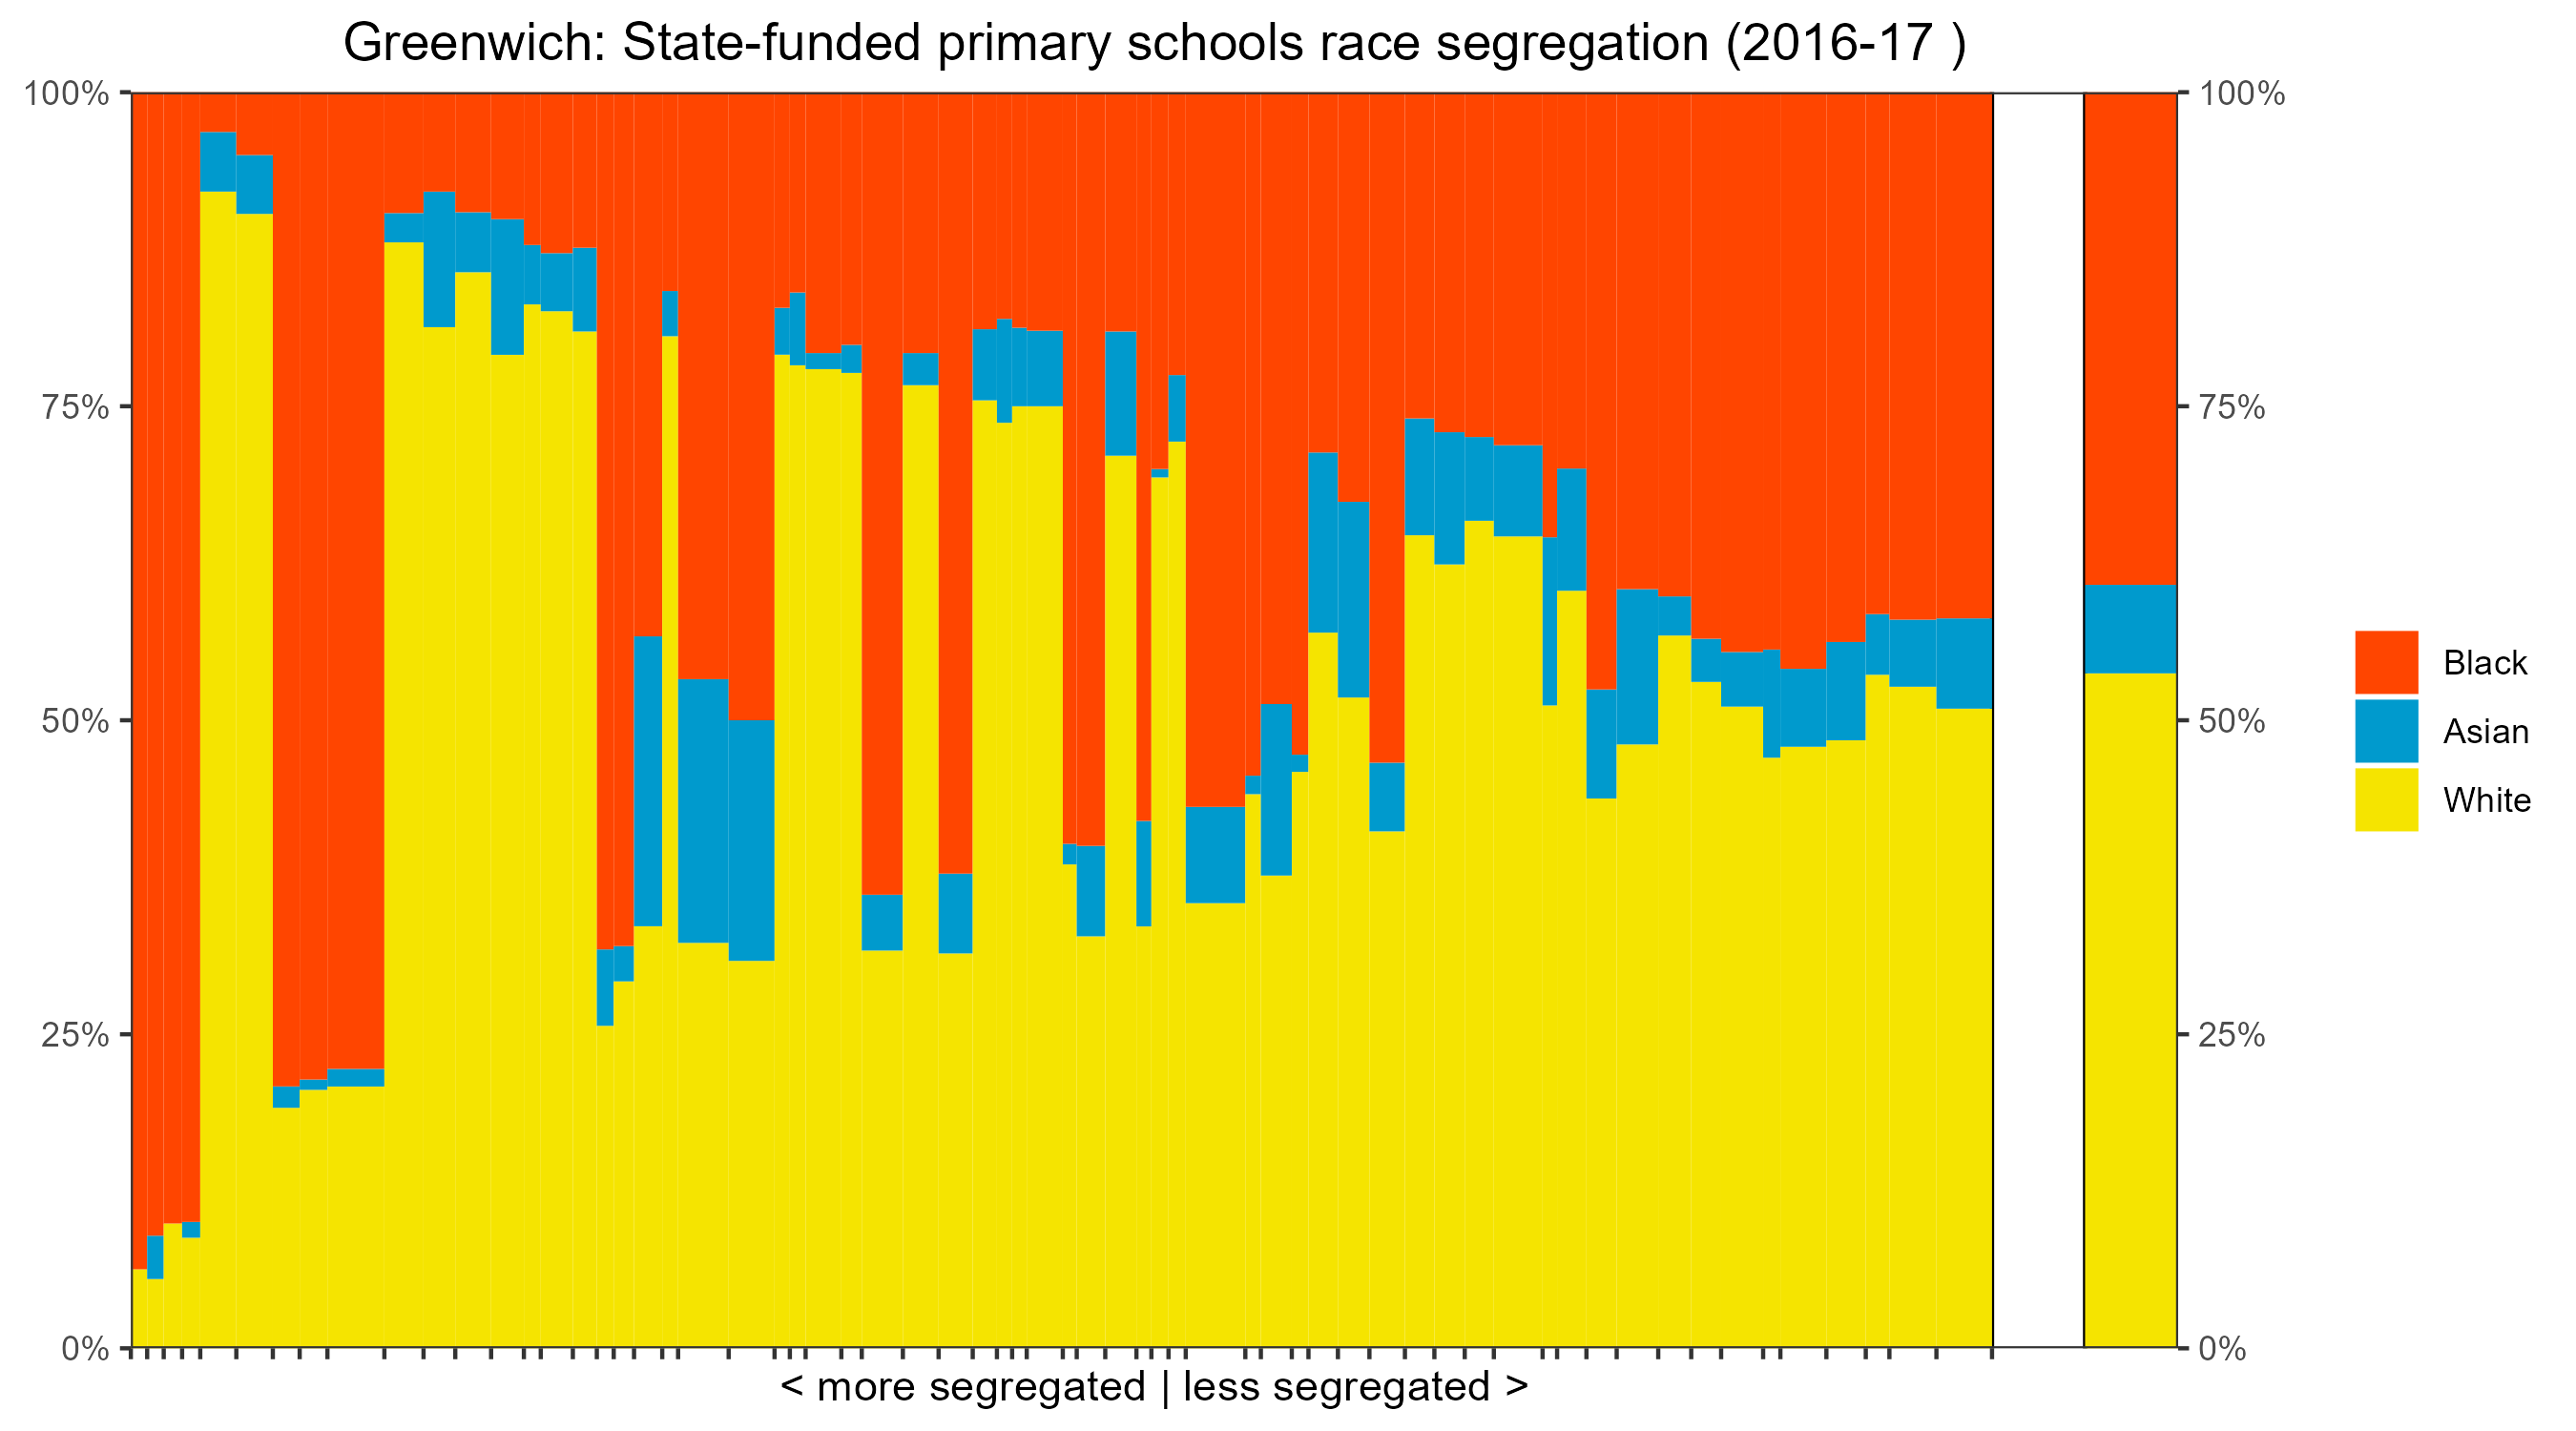 Greenwich: State-funded primary schools race segregation (2016-17 )
100%
75%
50%
25%
0%
100%
75%
50%
25%
0%
Black
Asian
White
< more segregated | less segregated >